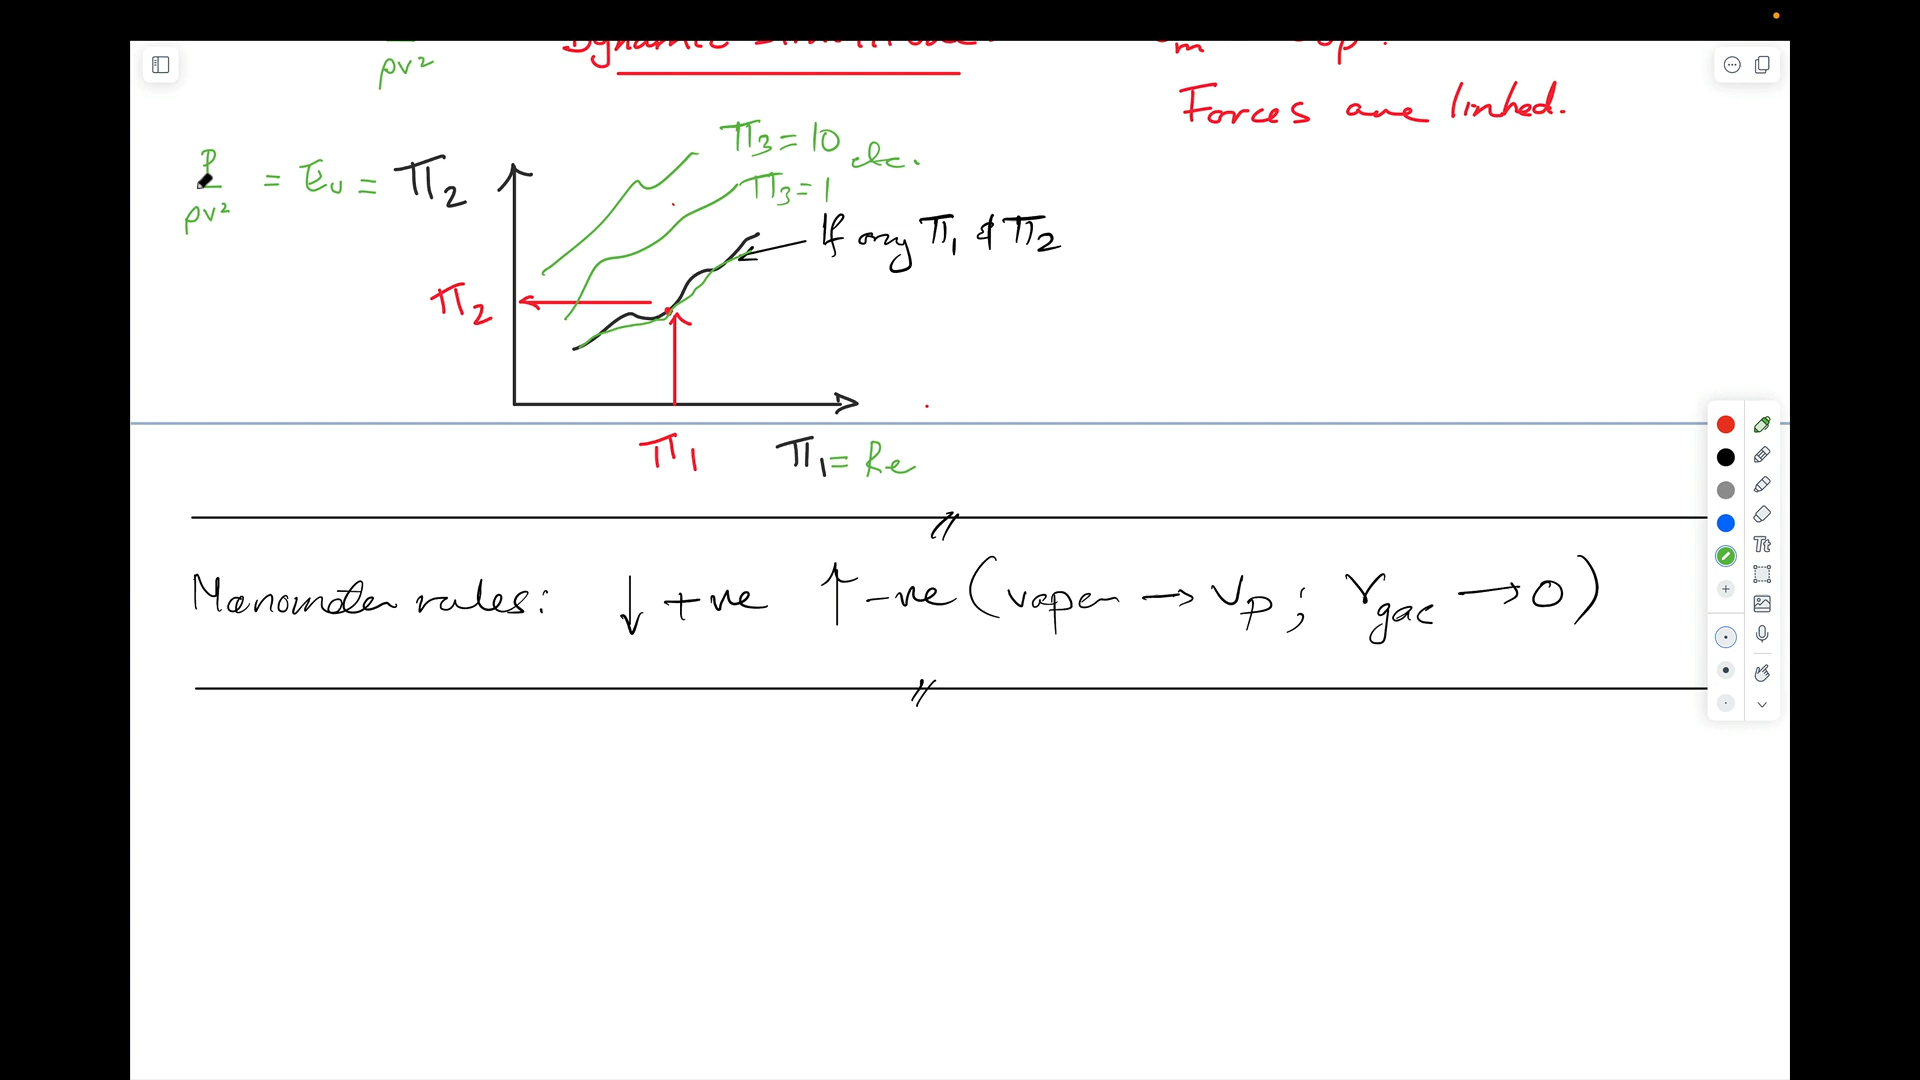 ρv²
Forces are linked.
π3 = 10 etc.
π3 = 1
P/ρv² = Eu = π2
If any π1 & π2
π2
π1
π1 = Re
Manometer rules: ↓ +ve ↑ -ve (vapor → Vp; γgas → 0)
Tt